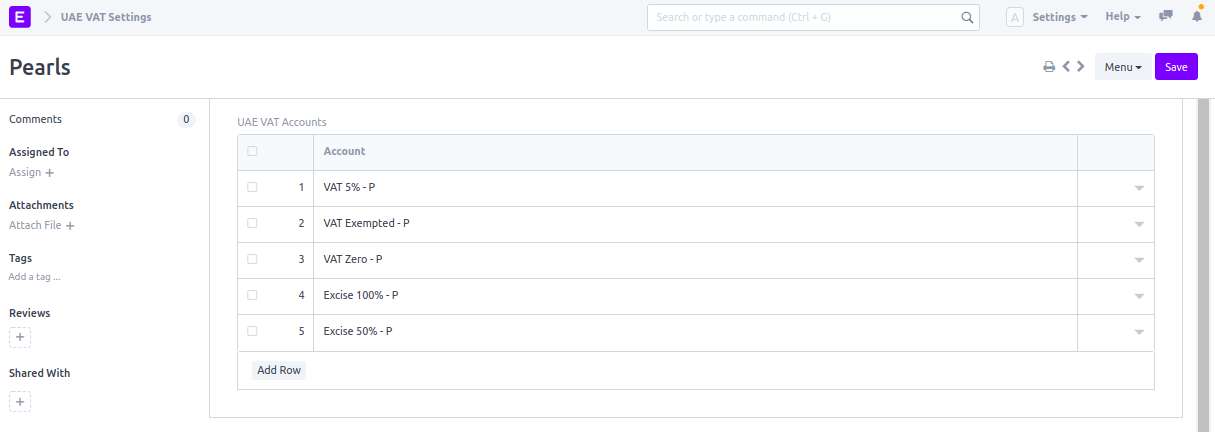 E UAE VAT Settings Search or type a command (Ctrl + G) A Settings Help
Pearls Menu Save
Comments 0
Assigned To
Assign +
Attachments
Attach File +
Tags
Add a tag ...
Reviews
+
Shared With
+
UAE VAT Accounts
Account
1 VAT 5% - P
2 VAT Exempted - P
3 VAT Zero - P
4 Excise 100% - P
5 Excise 50% - P
Add Row